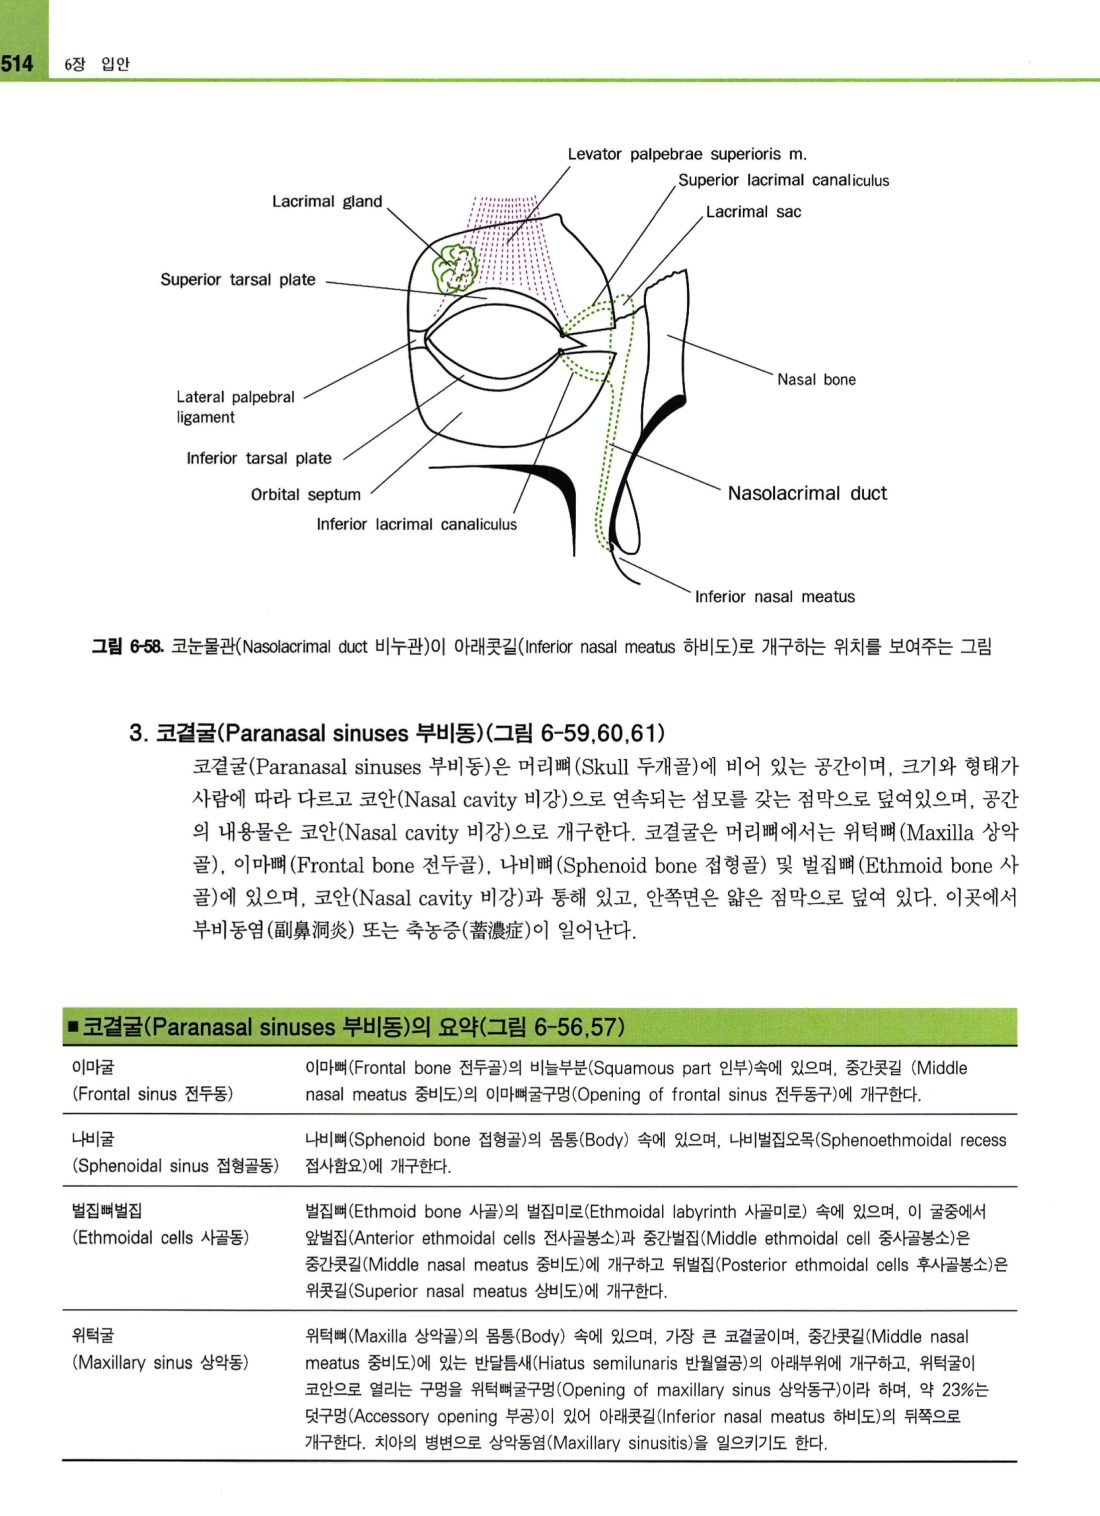 514
6장 입안
Levator palpebrae superioris m.
Superior lacrimal canaliculus
Lacrimal gland
Lacrimal sac
Superior tarsal plate
Nasal bone
Lateral palpebral
ligament
Inferior tarsal plate
Orbital septum
Nasolacrimal duct
Inferior lacrimal canaliculus
Inferior nasal meatus
그림 6-58. 코눈물관(Nasolacrimal duct 비누관)이 아래콧길(Inferior nasal meatus 하비도)로 개구하는 위치를 보여주는 그림
3. 코곁굴(Paranasal sinuses 부비동)(그림 6-59,60,61)
코곁굴(Paranasal sinuses 부비동)은 머리뼈(Skull 두개골)에 비어 있는 공간이며, 크기와 형태가
사람에 따라 다르고 코안(Nasal cavity 비강)으로 연속되는 섬모를 갖는 점막으로 덮여있으며, 공간
의 내용물은 코안(Nasal cavity 비강)으로 개구한다. 코곁굴은 머리뼈에서는 위턱뼈(Maxilla 상악
골), 이마뼈(Frontal bone 전두골), 나비뼈(Sphenoid bone 접형골) 및 벌집뼈(Ethmoid bone 사
골)에 있으며, 코안(Nasal cavity 비강)과 통해 있고, 안쪽면은 얇은 점막으로 덮여 있다. 이곳에서
부비동염(副鼻洞炎) 또는 축농증(蓄濃症)이 일어난다.
■ 코곁굴(Paranasal sinuses 부비동)의 요약(그림 6-56,57)
이마굴
(Frontal sinus 전두동)
이마뼈(Frontal bone 전두골)의 비늘부분(Squamous part 인부)속에 있으며, 중간콧길 (Middle
nasal meatus 중비도)의 이마뼈굴구멍(Opening of frontal sinus 전두동구)에 개구한다.
나비굴
(Sphenoidal sinus 접형골동)
나비뼈(Sphenoid bone 접형골)의 몸통(Body) 속에 있으며, 나비벌집오목(Sphenoethmoidal recess
접사함요)에 개구한다.
벌집뼈벌집
(Ethmoidal cells 사골동)
벌집뼈(Ethmoid bone 사골)의 벌집미로(Ethmoidal labyrinth 사골미로) 속에 있으며, 이 굴중에서
앞벌집(Anterior ethmoidal cells 전사골봉소)과 중간벌집(Middle ethmoidal cell 중사골봉소)은
중간콧길(Middle nasal meatus 중비도)에 개구하고 뒤벌집(Posterior ethmoidal cells 후사골봉소)은
위콧길(Superior nasal meatus 상비도)에 개구한다.
위턱굴
(Maxillary sinus 상악동)
위턱뼈(Maxilla 상악골)의 몸통(Body) 속에 있으며, 가장 큰 코곁굴이며, 중간콧길(Middle nasal
meatus 중비도)에 있는 반달틈새(Hiatus semilunaris 반월열공)의 아래부위에 개구하고, 위턱굴이
코안으로 열리는 구멍을 위턱뼈굴구멍(Opening of maxillary sinus 상악동구)이라 하며, 약 23%는
덧구멍(Accessory opening 부공)이 있어 아래콧길(Inferior nasal meatus 하비도)의 뒤쪽으로
개구한다. 치아의 병변으로 상악동염(Maxillary sinusitis)을 일으키기도 한다.